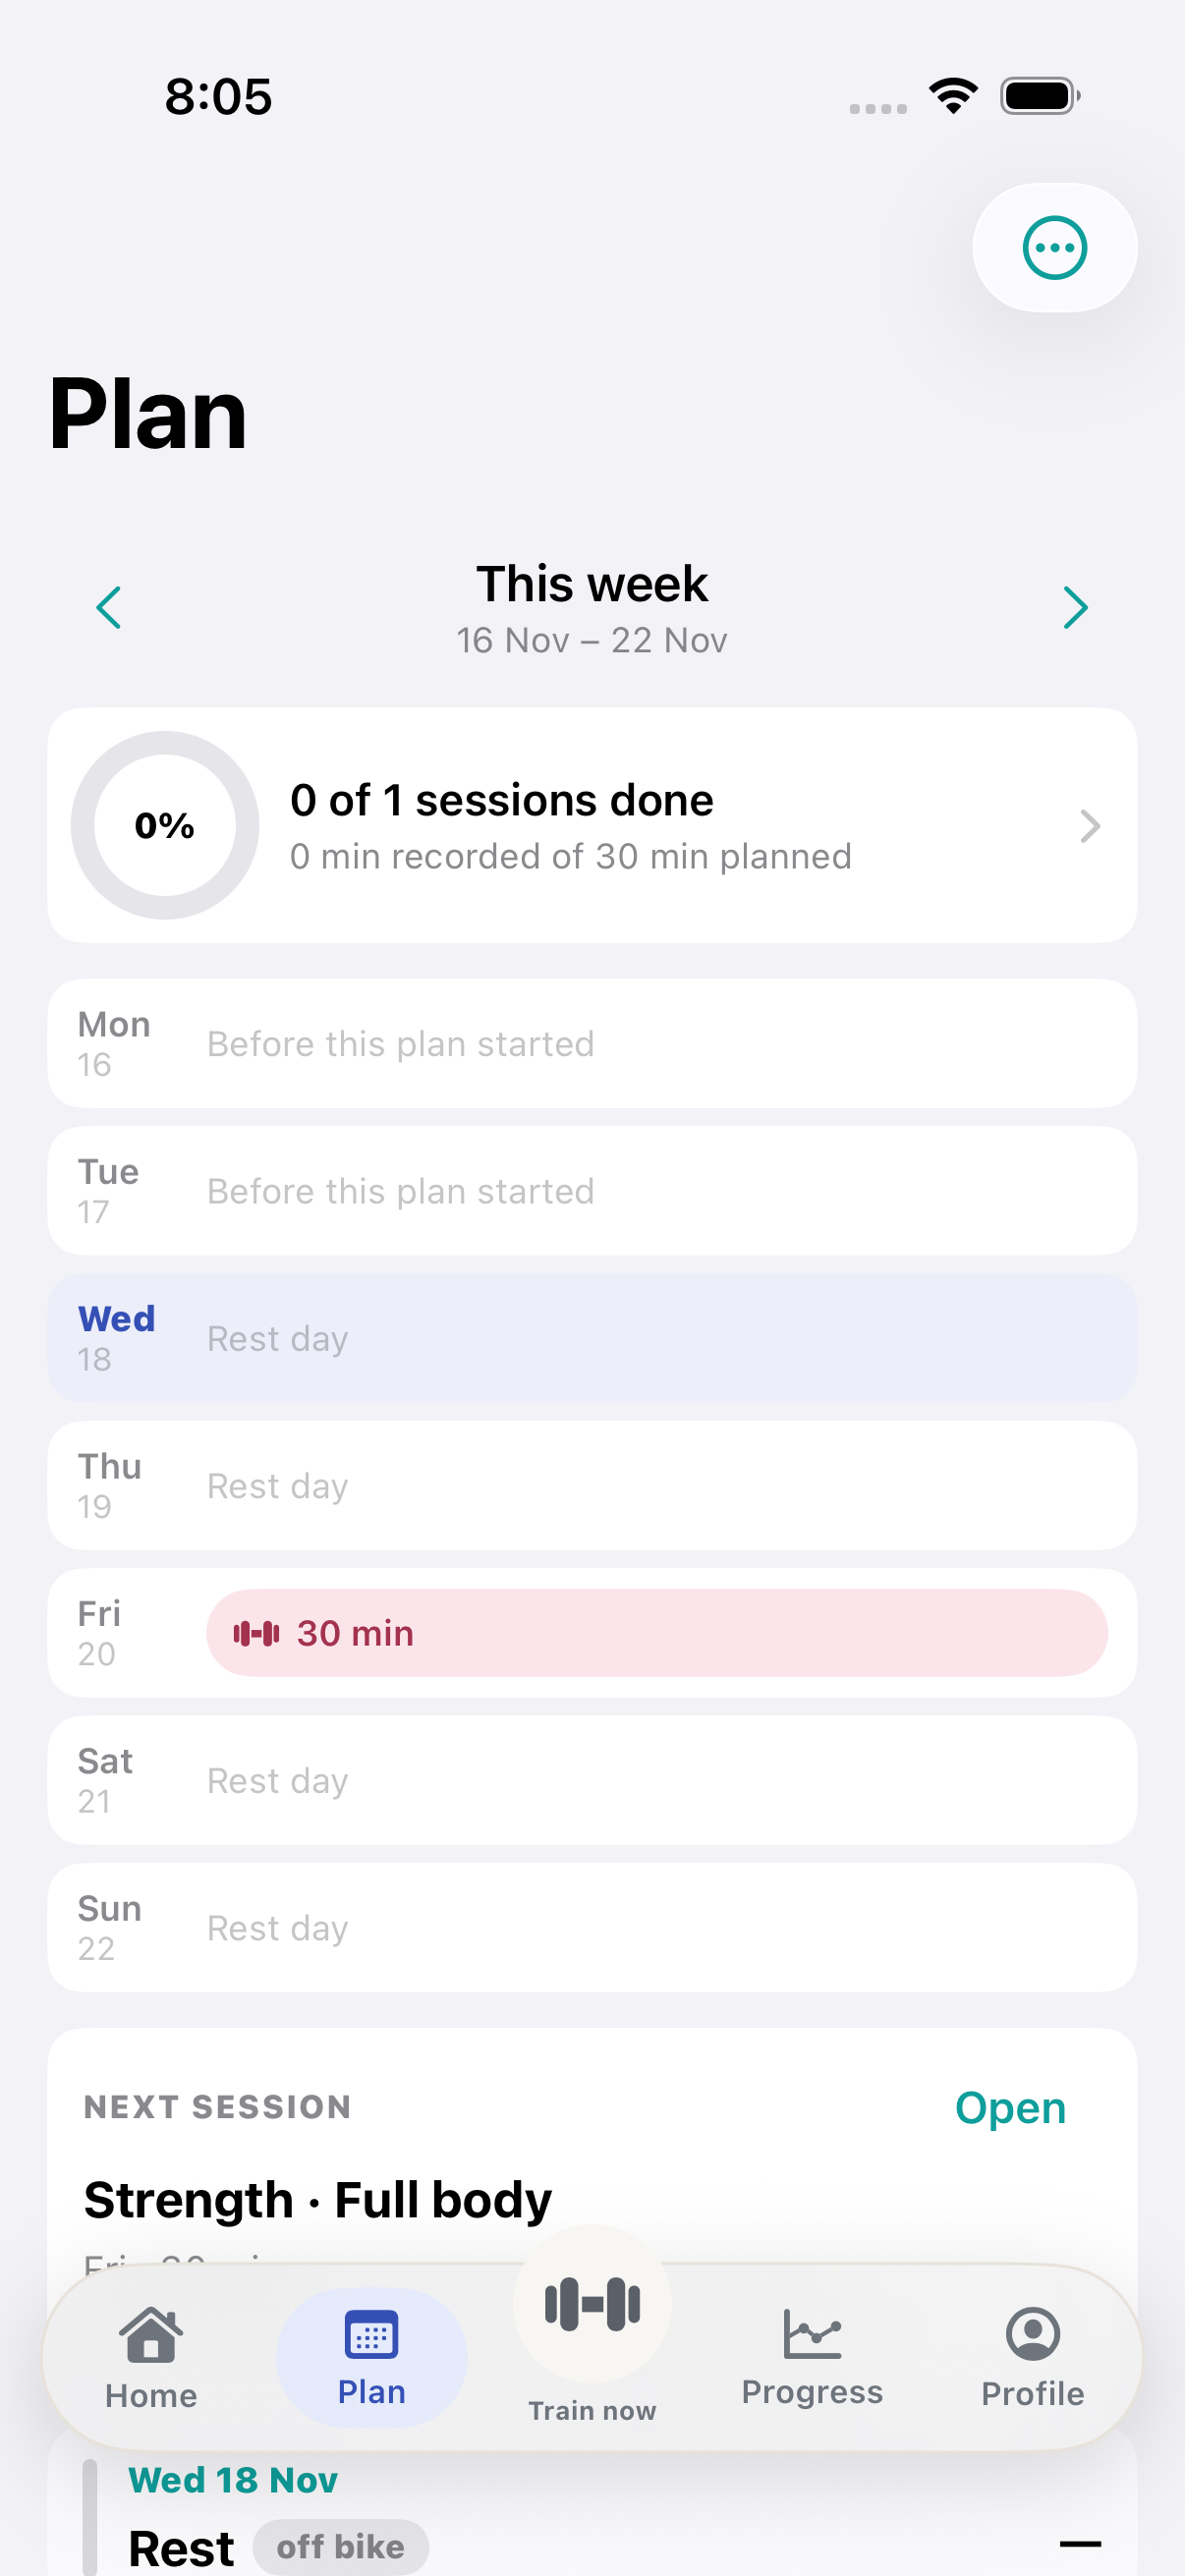 8:05
Plan
This week
16 Nov – 22 Nov
0%
0 of 1 sessions done
0 min recorded of 30 min planned
Mon
16
Before this plan started
Tue
17
Before this plan started
Wed
18
Rest day
Thu
19
Rest day
Fri
20
30 min
Sat
21
Rest day
Sun
22
Rest day
NEXT SESSION
Open
Strength · Full body
Home
Plan
Train now
Progress
Profile
Wed 18 Nov
Rest
off bike